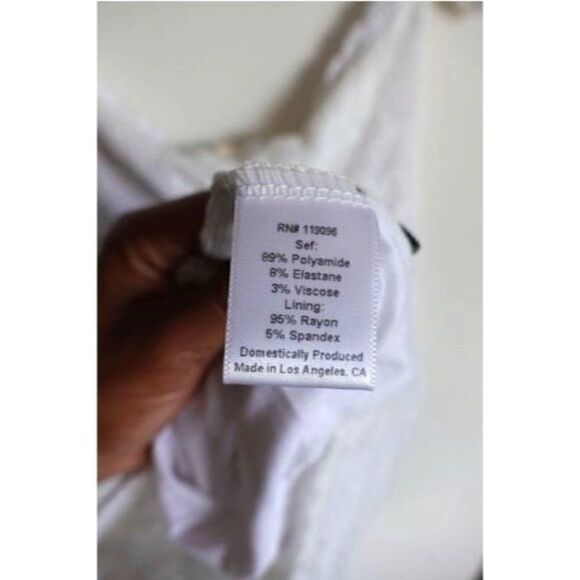 RN# 119096
Sef:
89% Polyamide
8% Elastane
3% Viscose
Lining:
95% Rayon
5% Spandex
Domestically Produced
Made in Los Angeles, CA